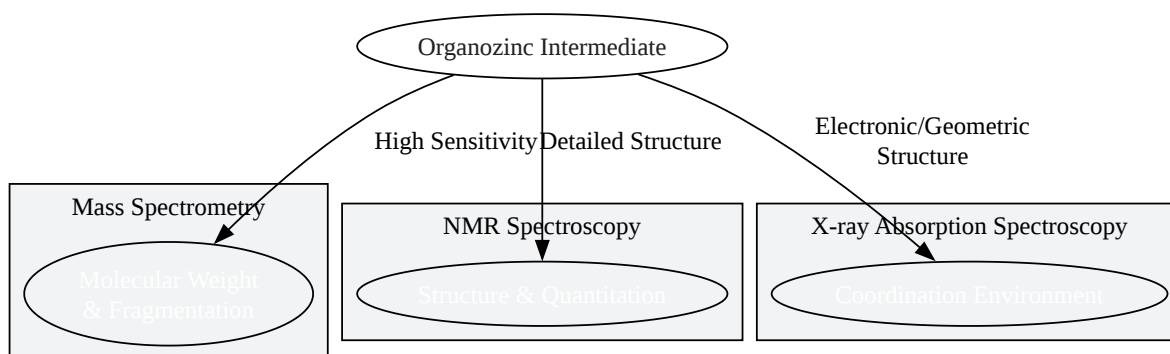 Organozinc Intermediate
High Sensitivity
Detailed Structure
Electronic/Geometric
Structure
Mass Spectrometry
Molecular Weight
& Fragmentation
NMR Spectroscopy
Structure & Quantitation
X-ray Absorption Spectroscopy
Coordination Environment